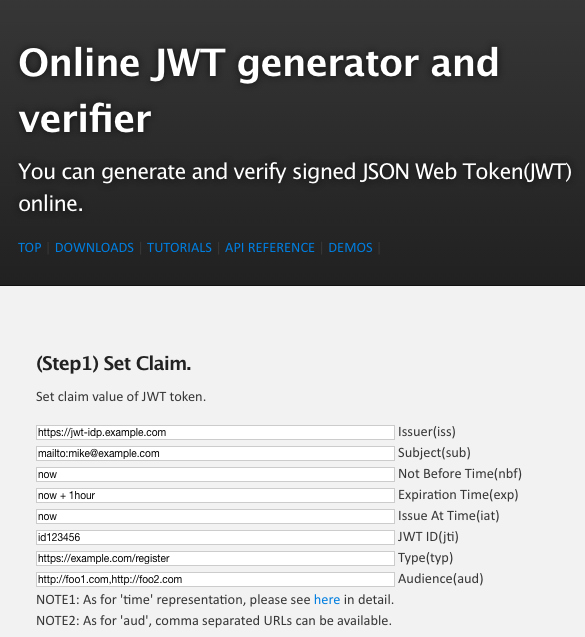 Online JWT generator and
verifier
You can generate and verify signed JSON Web Token(JWT)
online.
TOP | DOWNLOADS | TUTORIALS | API REFERENCE | DEMOS |
(Step1) Set Claim.
Set claim value of JWT token.
https://jwt-idp.example.com Issuer(iss)
mailto:mike@example.com Subject(sub)
now Not Before Time(nbf)
now + 1hour Expiration Time(exp)
now Issue At Time(iat)
id123456 JWT ID(jti)
https://example.com/register Type(typ)
http://foo1.com,http://foo2.com Audience(aud)
NOTE1: As for 'time' representation, please see here in detail.
NOTE2: As for 'aud', comma separated URLs can be available.